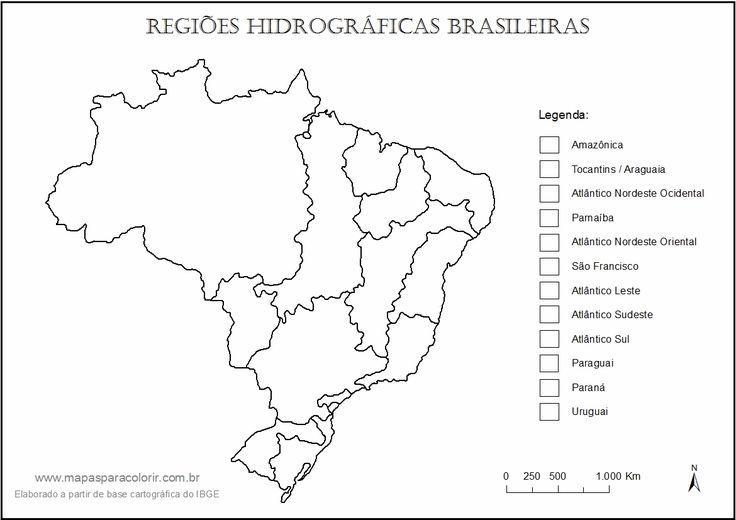 REGIÕES HIDROGRÁFICAS BRASILEIRAS
Legenda:
Amazônica
Tocantins / Araguaia
Atlântico Nordeste Ocidental
Parnaíba
Atlântico Nordeste Oriental
São Francisco
Atlântico Leste
Atlântico Sudeste
Atlântico Sul
Paraguai
Paraná
Uruguai
www.mapasparacolorir.com.br
Elaborado a partir de base cartográfica do IBGE
0 250 500 1.000 Km
N